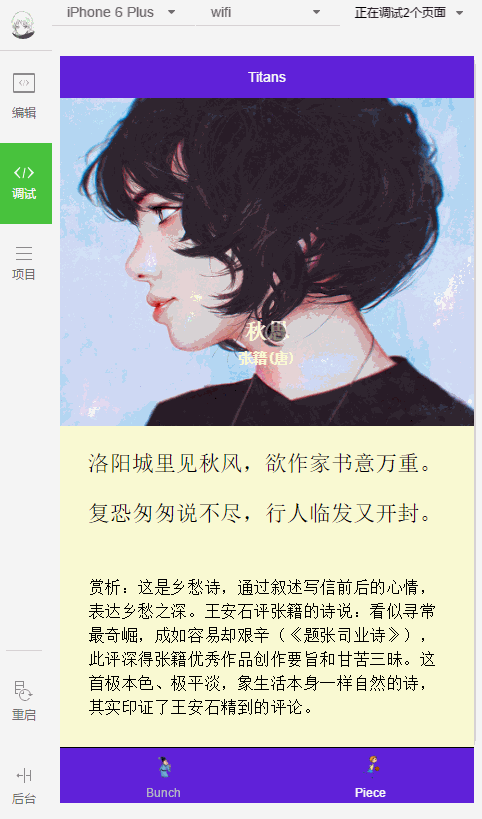 iPhone 6 Plus
wifi
正在调试2个页面
编辑
调试
项目
重启
后台
Titans
秋思
张籍(唐)
洛阳城里见秋风，欲作家书意万重。
复恐匆匆说不尽，行人临发又开封。
赏析：这是乡愁诗，通过叙述写信前后的心情，
表达乡愁之深。王安石评张籍的诗说：看似寻常
最奇崛，成如容易却艰辛（《题张司业诗》），
此评深得张籍优秀作品创作要旨和甘苦三昧。这
首极本色、极平淡，象生活本身一样自然的诗，
其实印证了王安石精到的评论。
Bunch
Piece